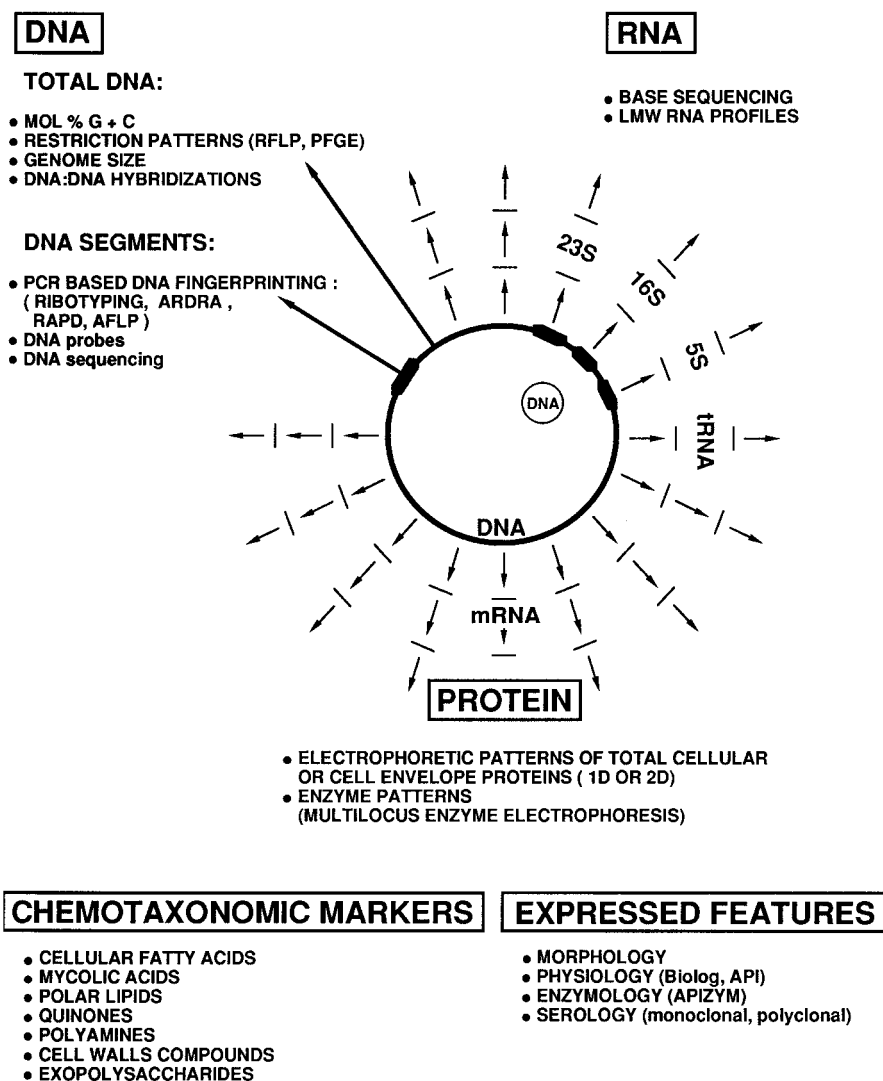 DNA
TOTAL DNA:
• MOL % G + C
• RESTRICTION PATTERNS (RFLP, PFGE)
• GENOME SIZE
• DNA:DNA HYBRIDIZATIONS
DNA SEGMENTS:
• PCR BASED DNA FINGERPRINTING :
( RIBOTYPING, ARDRA ,
RAPD, AFLP )
• DNA probes
• DNA sequencing
RNA
• BASE SEQUENCING
• LMW RNA PROFILES
23S
16S
5S
tRNA
DNA
DNA
mRNA
PROTEIN
• ELECTROPHORETIC PATTERNS OF TOTAL CELLULAR
OR CELL ENVELOPE PROTEINS ( 1D OR 2D)
• ENZYME PATTERNS
(MULTILOCUS ENZYME ELECTROPHORESIS)
CHEMOTAXONOMIC MARKERS
• CELLULAR FATTY ACIDS
• MYCOLIC ACIDS
• POLAR LIPIDS
• QUINONES
• POLYAMINES
• CELL WALLS COMPOUNDS
• EXOPOLYSACCHARIDES
EXPRESSED FEATURES
• MORPHOLOGY
• PHYSIOLOGY (Biolog, API)
• ENZYMOLOGY (APIZYM)
• SEROLOGY (monoclonal, polyclonal)